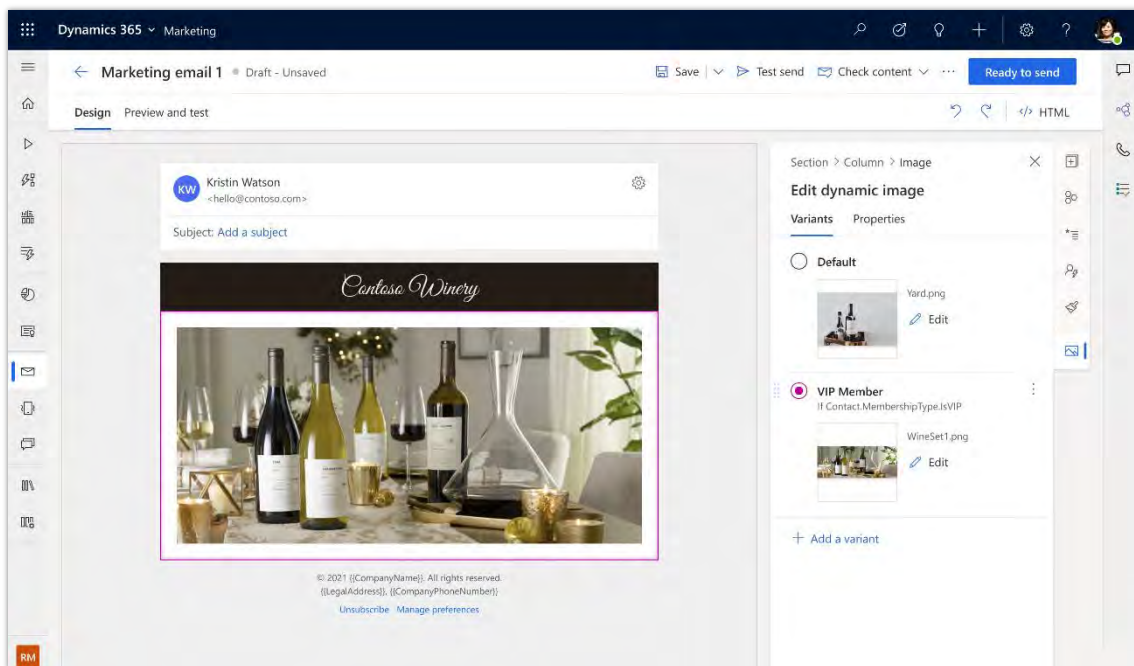 Dynamics 365 Marketing
Marketing email 1 Draft - Unsaved
Save Test send Check content Ready to send
Design Preview and test
HTML
KW
Kristin Watson
<hello@contoso.com>
Subject: Add a subject
Contoso Winery
© 2021 {{CompanyName}}. All rights reserved.
{{LegalAddress}}, {{CompanyPhoneNumber}}
Unsubscribe Manage preferences
Section > Column > Image
Edit dynamic image
Variants Properties
Default
Yard.png
Edit
VIP Member
If Contact.MembershipType.IsVIP
WineSet1.png
Edit
+ Add a variant
RM